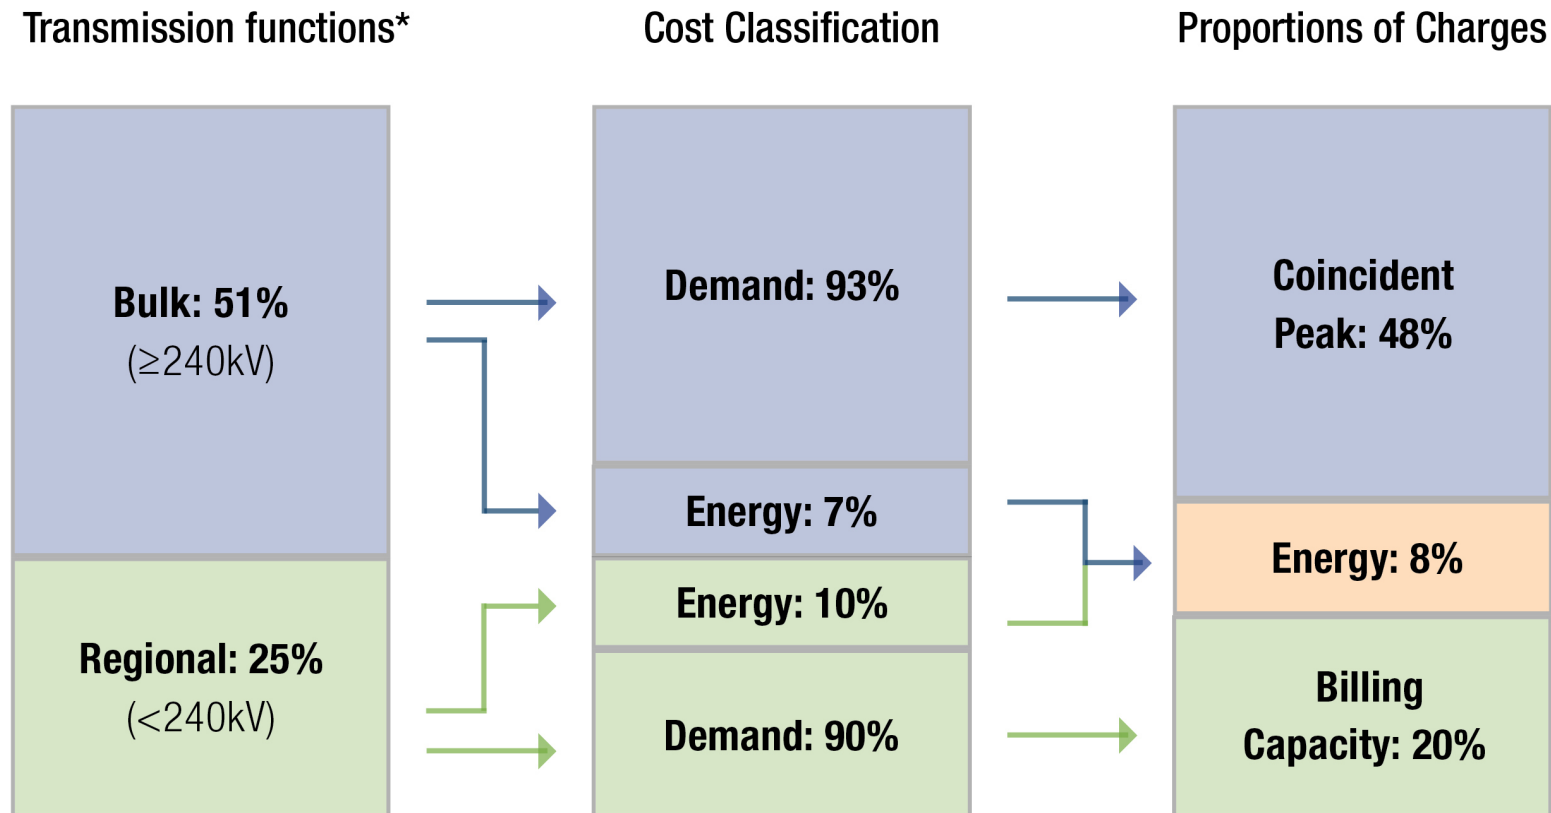 Transmission functions*
Cost Classification
Proportions of Charges
Bulk: 51%
(≥240kV)
Regional: 25%
(<240kV)
Demand: 93%
Energy: 7%
Energy: 10%
Demand: 90%
Coincident
Peak: 48%
Energy: 8%
Billing
Capacity: 20%